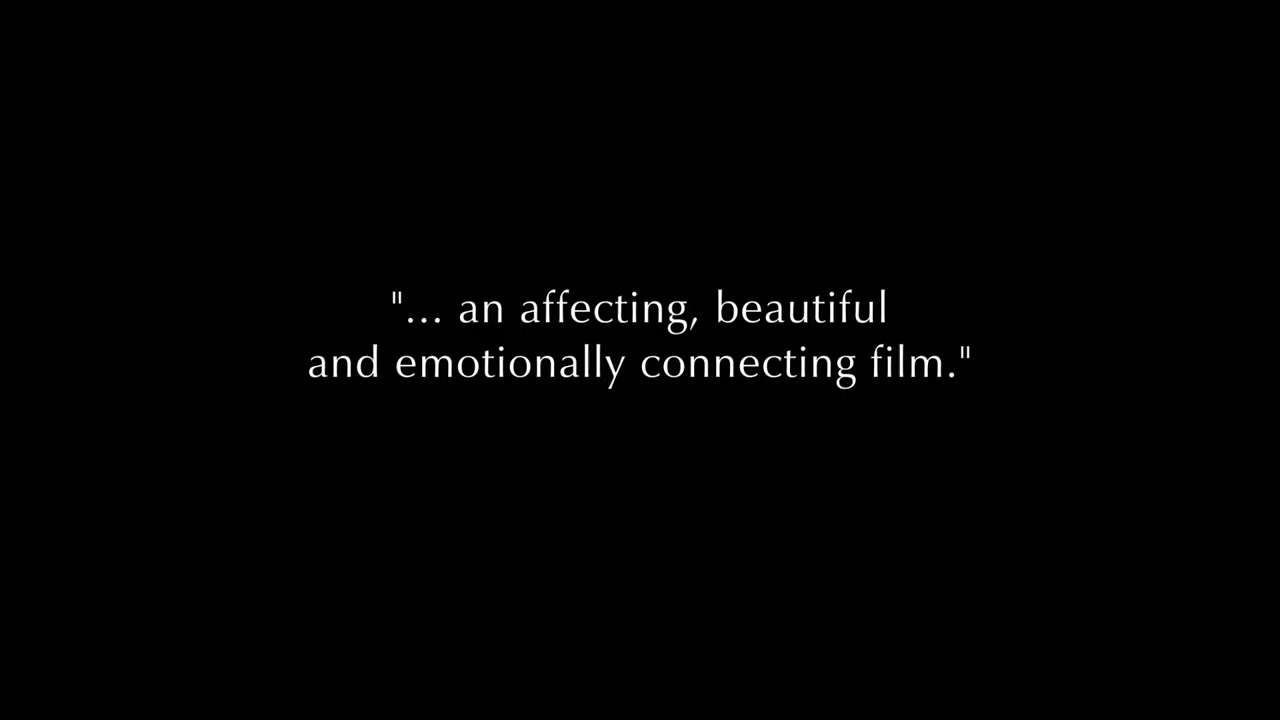 "... an affecting, beautiful
and emotionally connecting film."